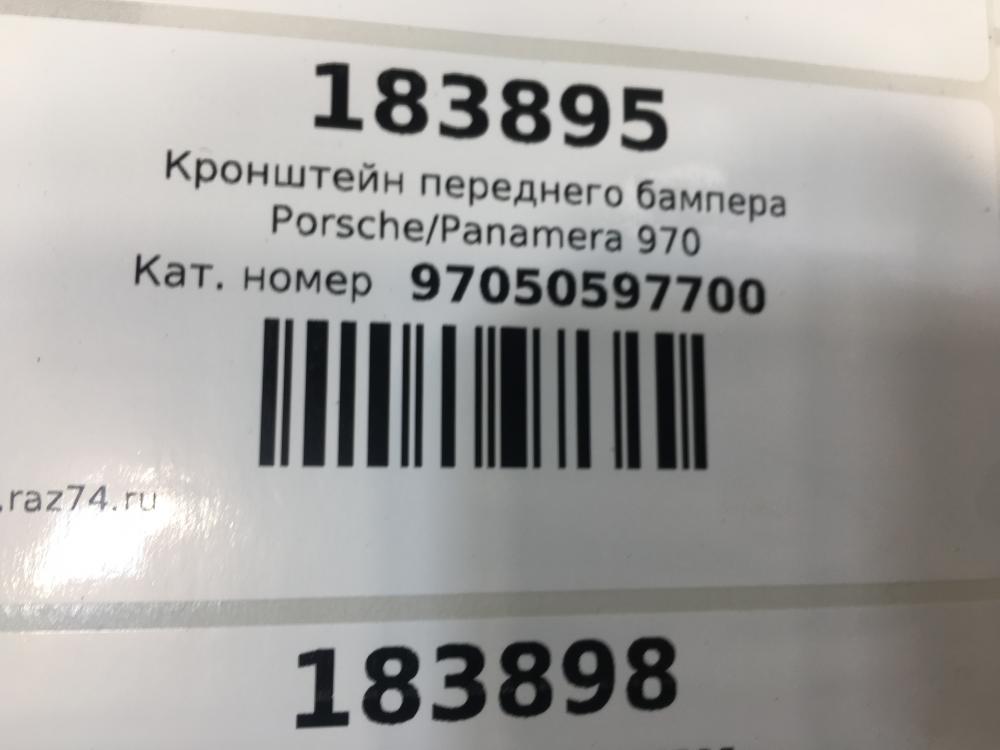 183895
Кронштейн переднего бампера
Porsche/Panamera 970
Кат. номер 97050597700
.raz74.ru
183898